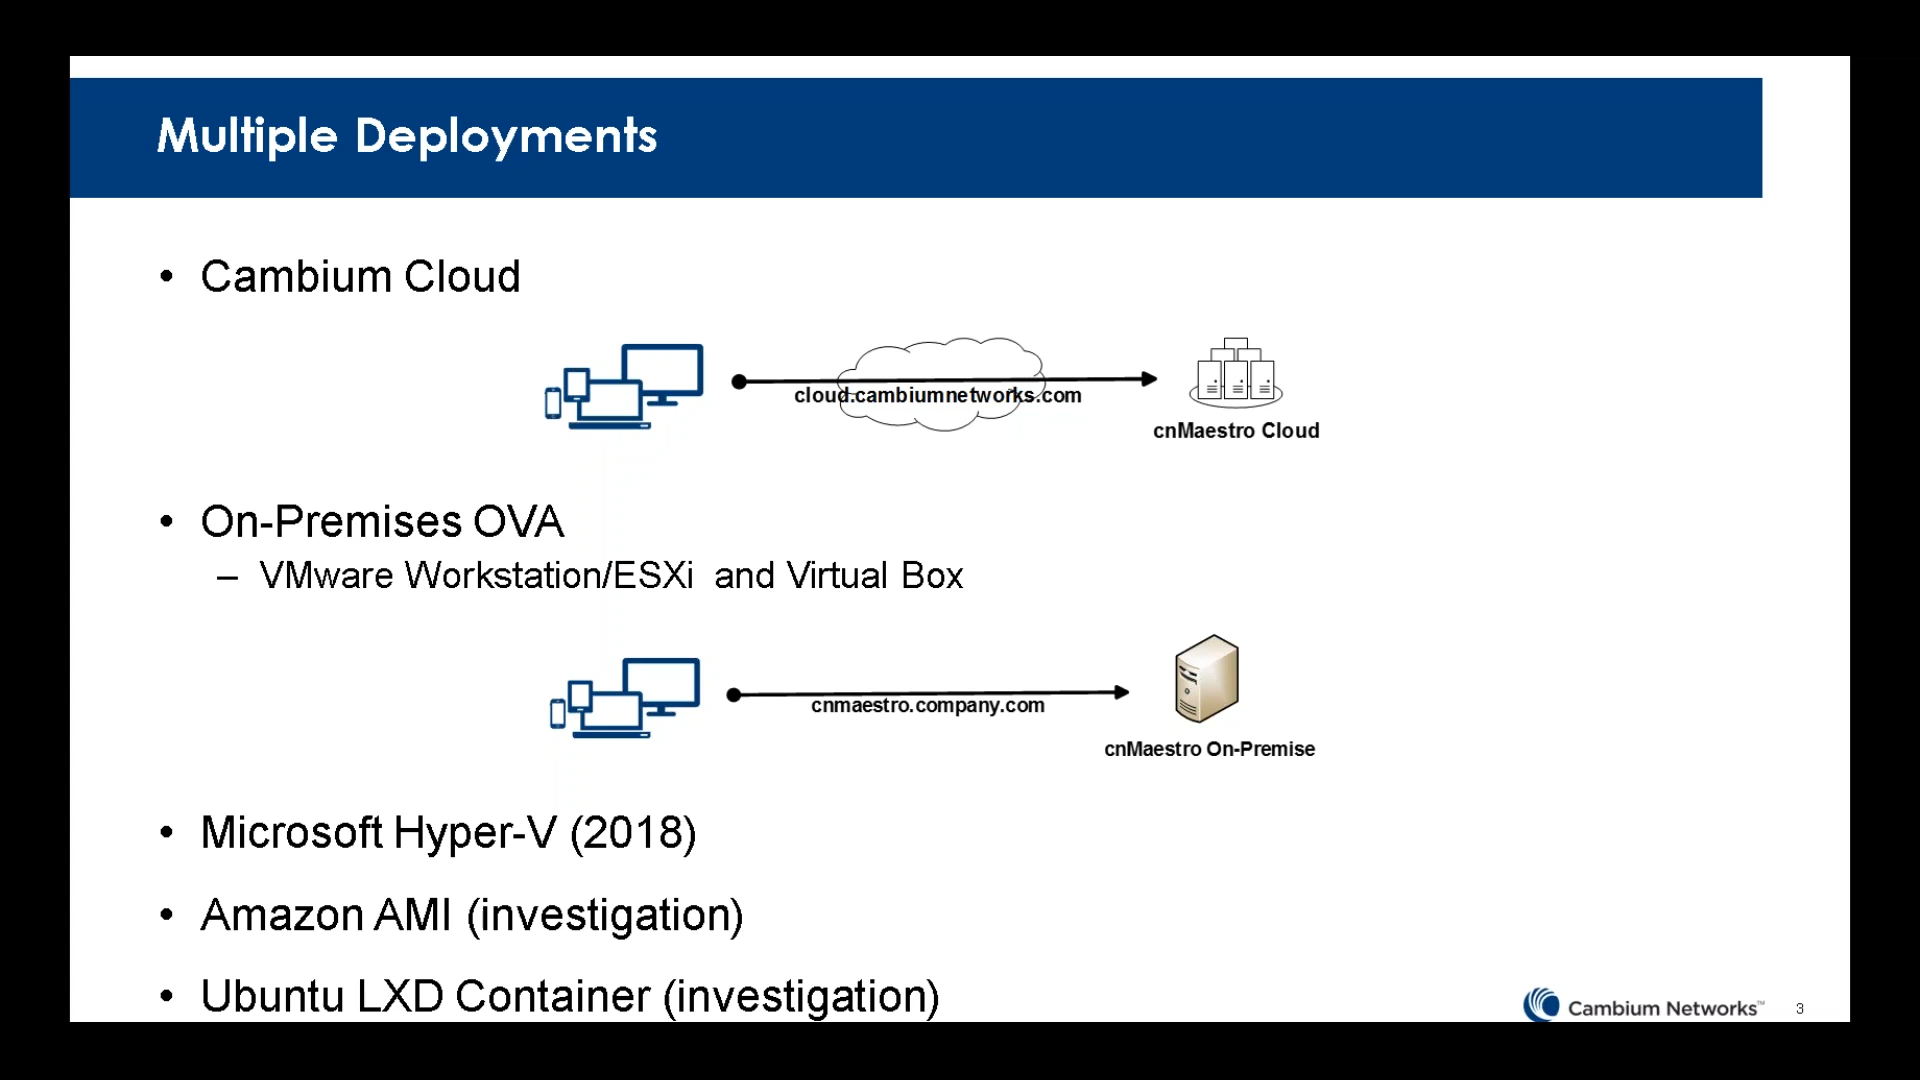 Multiple Deployments
• Cambium Cloud
cloud.cambiumnetworks.com
cnMaestro Cloud
• On-Premises OVA
– VMware Workstation/ESXi and Virtual Box
cnmaestro.company.com
cnMaestro On-Premise
• Microsoft Hyper-V (2018)
• Amazon AMI (investigation)
• Ubuntu LXD Container (investigation)
Cambium Networks™ 3